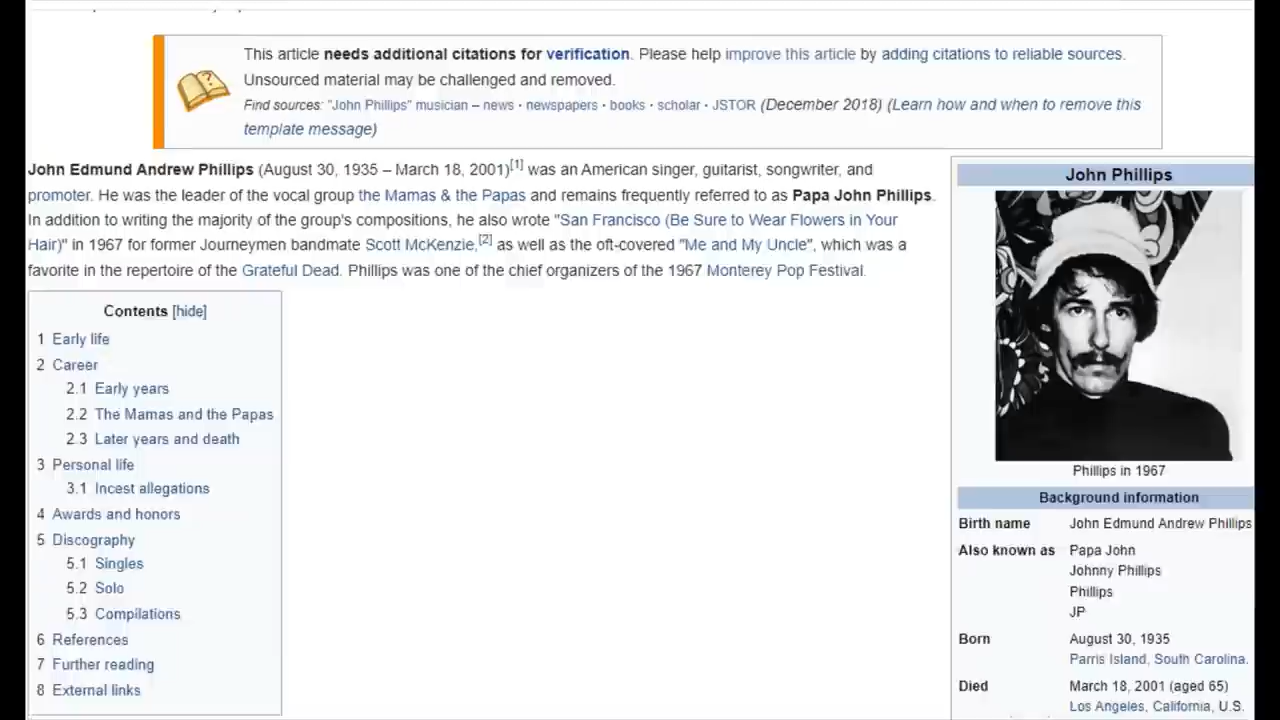 This article needs additional citations for verification. Please help improve this article by adding citations to reliable sources.
Unsourced material may be challenged and removed.
Find sources: "John Phillips" musician – news · newspapers · books · scholar · JSTOR (December 2018) (Learn how and when to remove this
template message)
John Edmund Andrew Phillips (August 30, 1935 – March 18, 2001)[1] was an American singer, guitarist, songwriter, and
promoter. He was the leader of the vocal group the Mamas & the Papas and remains frequently referred to as Papa John Phillips.
In addition to writing the majority of the group's compositions, he also wrote "San Francisco (Be Sure to Wear Flowers in Your
Hair)" in 1967 for former Journeymen bandmate Scott McKenzie,[2] as well as the oft-covered "Me and My Uncle", which was a
favorite in the repertoire of the Grateful Dead. Phillips was one of the chief organizers of the 1967 Monterey Pop Festival.
Contents [hide]
1 Early life
2 Career
2.1 Early years
2.2 The Mamas and the Papas
2.3 Later years and death
3 Personal life
3.1 Incest allegations
4 Awards and honors
5 Discography
5.1 Singles
5.2 Solo
5.3 Compilations
6 References
7 Further reading
8 External links
John Phillips
Phillips in 1967
Background information
Birth name John Edmund Andrew Phillips
Also known as Papa John
Johnny Phillips
Phillips
JP
Born August 30, 1935
Parris Island, South Carolina.
Died March 18, 2001 (aged 65)
Los Angeles, California, U.S.